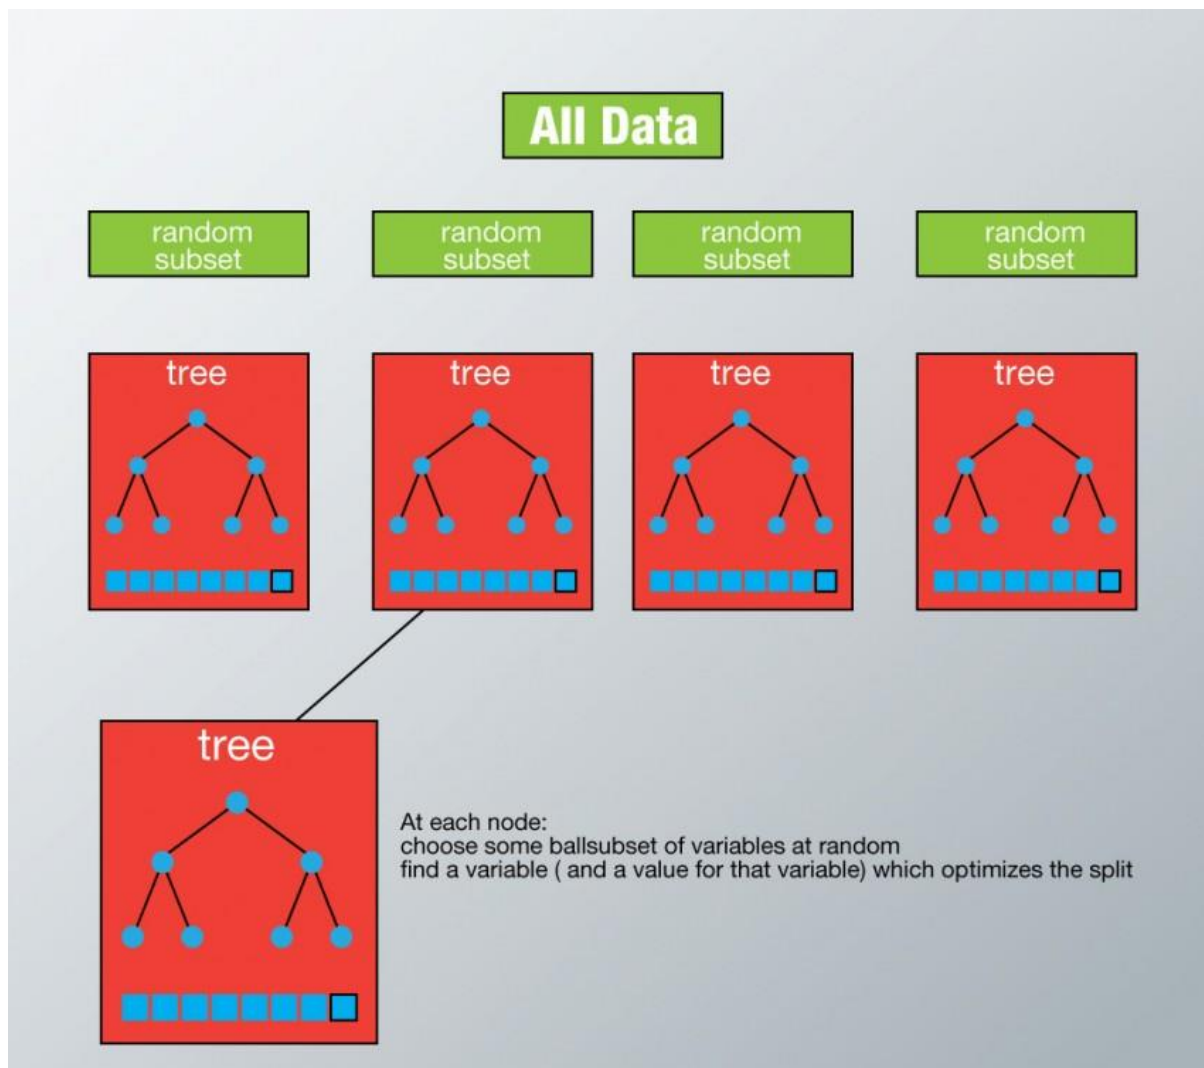 All Data
random
subset
random
subset
random
subset
random
subset
tree
tree
tree
tree
tree
At each node:
choose some ballsubset of variables at random
find a variable ( and a value for that variable) which optimizes the split